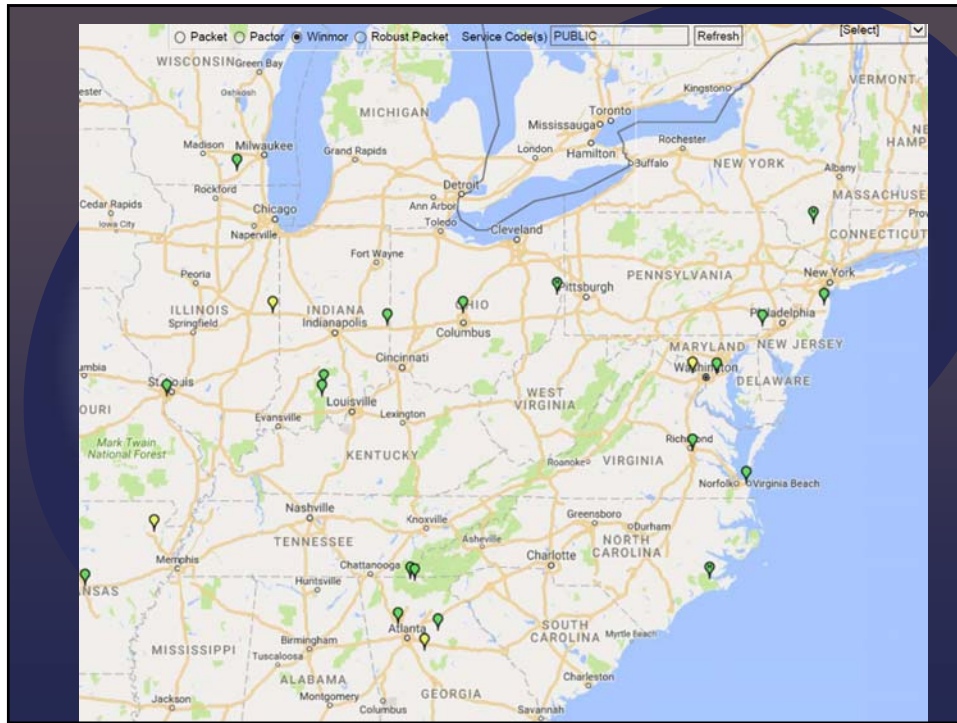 Packet Pactor Winmor Robust Packet Service Code(s) PUBLIC Refresh [Select]
WISCONSIN Green Bay
Oshkosh
Kingston
VERMONT
MICHIGAN
Toronto
Mississauga
Madison Milwaukee
Grand Rapids
London
Hamilton
Rochester
Buffalo
NEW YORK
Albany
Rockford
Detroit
Ann Arbor
MASSACHUSE
Cedar Rapids
Iowa City
Chicago
Naperville
Toledo
Cleveland
CONNECTICUT
Fort Wayne
Peoria
PENNSYLVANIA
New York
Pittsburgh
ILLINOIS
Springfield
INDIANA
Indianapolis
OHIO
Columbus
Philadelphia
MARYLAND NEW JERSEY
Cincinnati
Washington
DELAWARE
St. Louis
WEST
VIRGINIA
Louisville
Evansville
Lexington
Mark Twain
National Forest
KENTUCKY
Richmond
Roanoke VIRGINIA
Norfolk Virginia Beach
Nashville
Knoxville
Greensboro
Durham
TENNESSEE
Asheville
NORTH
CAROLINA
Charlotte
Memphis
Chattanooga
Huntsville
NSAS
Atlanta
SOUTH
CAROLINA
Myrtle Beach
Birmingham
MISSISSIPPI
Tuscaloosa
ALABAMA
Charleston
Montgomery
GEORGIA
Jackson
Columbus
Savannah